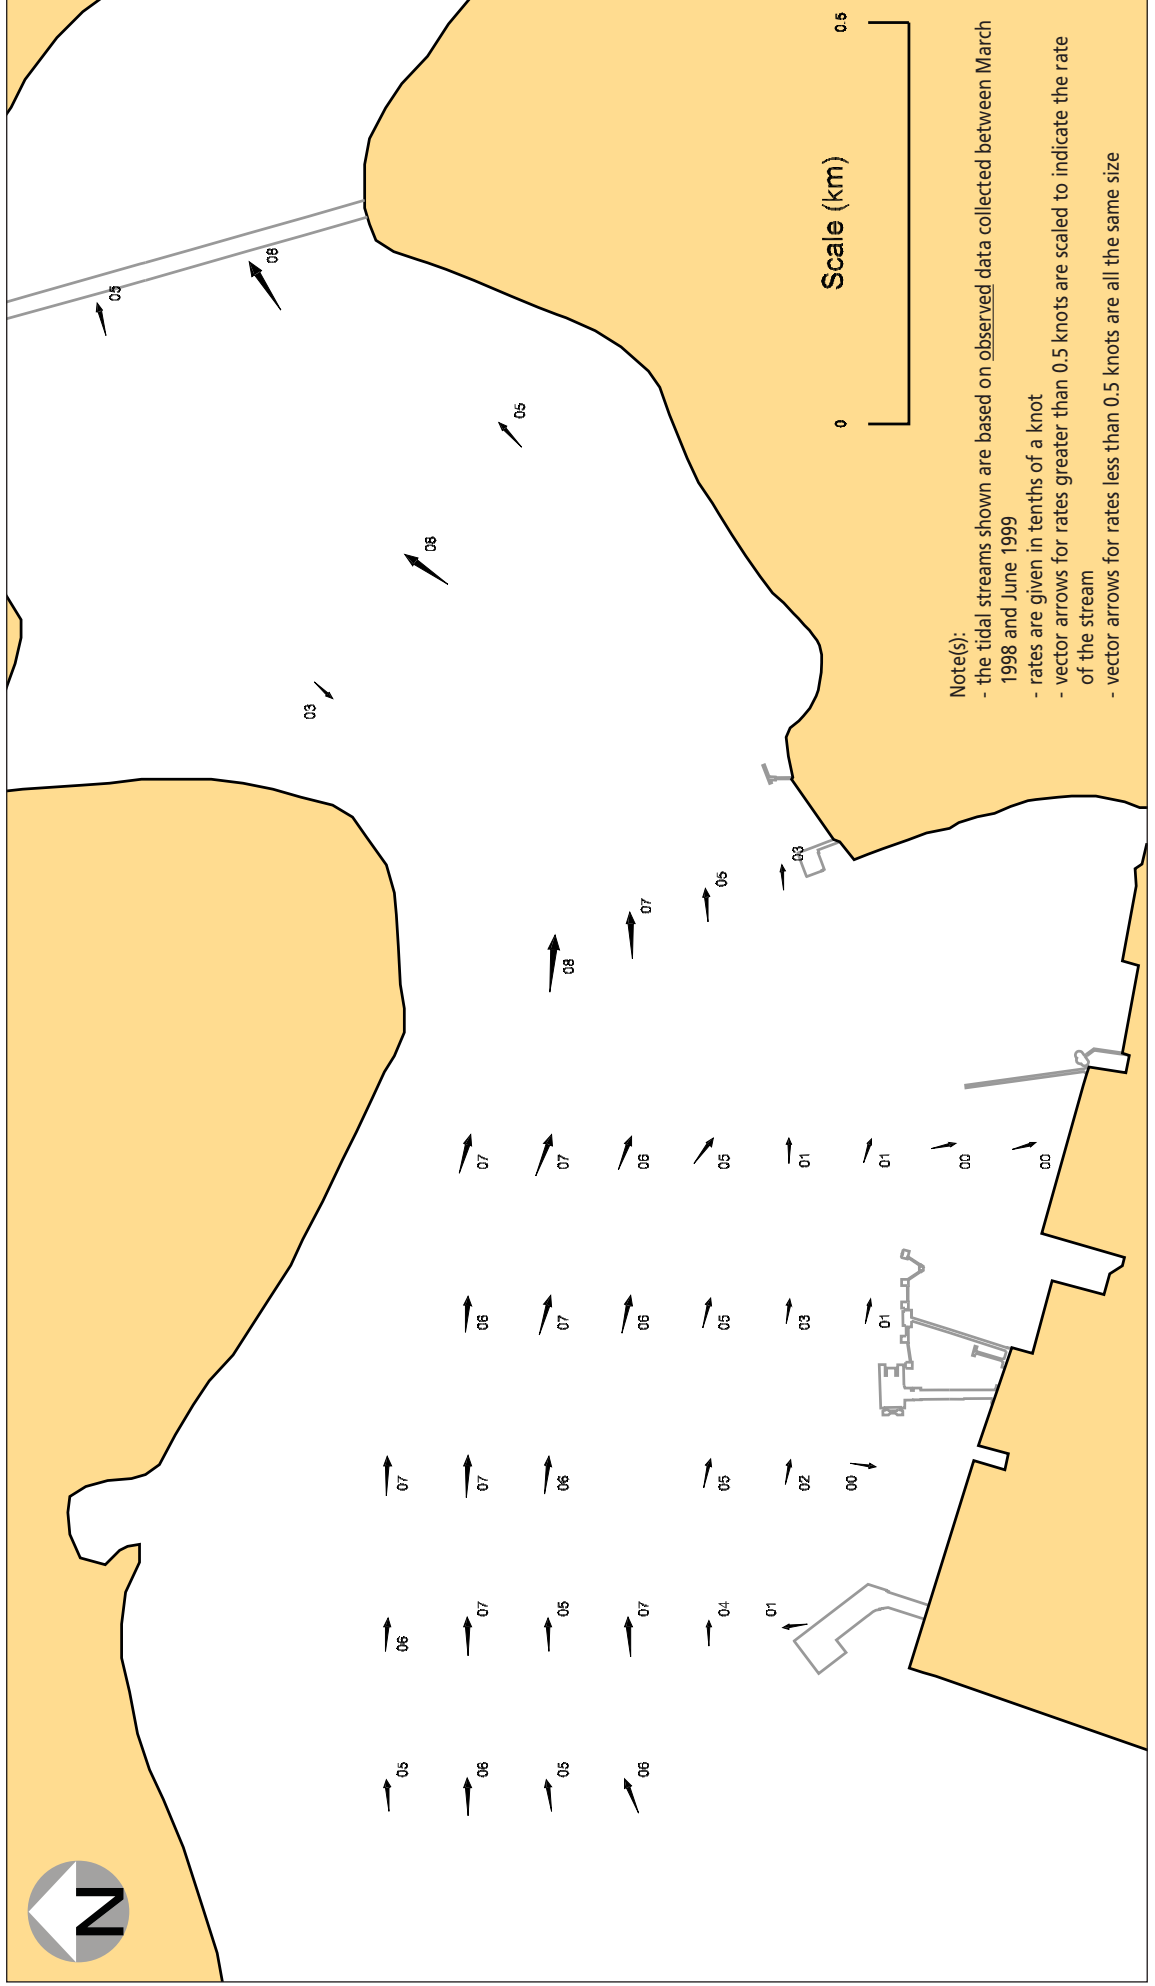 N
05
08
03
05 06 07
08
06 07 07 06 07
05
05 05 06 07 07 08
06 07 06 06 07
04 05 05 05 05
01
02 03 01 03
Scale (km)
0 0.5
00
01 01
00
00
Note(s):
- the tidal streams shown are based on observed data collected between March
1998 and June 1999
- rates are given in tenths of a knot
- vector arrows for rates greater than 0.5 knots are scaled to indicate the rate
of the stream
- vector arrows for rates less than 0.5 knots are all the same size